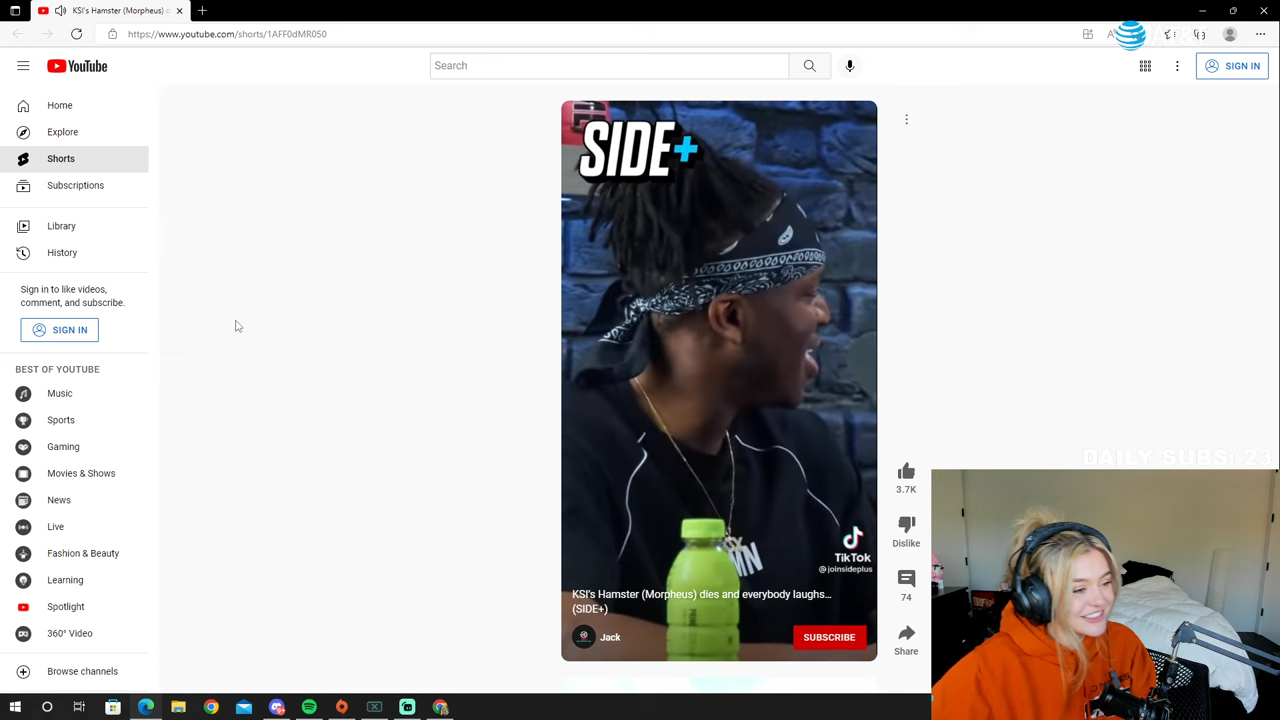 KSI's Hamster (Morpheus) d
https://www.youtube.com/shorts/1AFF0dMR050
YouTube
Search
SIGN IN
Home
Explore
Shorts
Subscriptions
Library
History
Sign in to like videos,
comment, and subscribe.
SIGN IN
BEST OF YOUTUBE
Music
Sports
Gaming
Movies & Shows
News
Live
Fashion & Beauty
Learning
Spotlight
360° Video
Browse channels
SIDE+
TikTok
@joinsideplus
KSI's Hamster (Morpheus) dies and everybody laughs...
(SIDE+)
Jack
SUBSCRIBE
3.7K
Dislike
74
Share
DAILY SUBS: 23